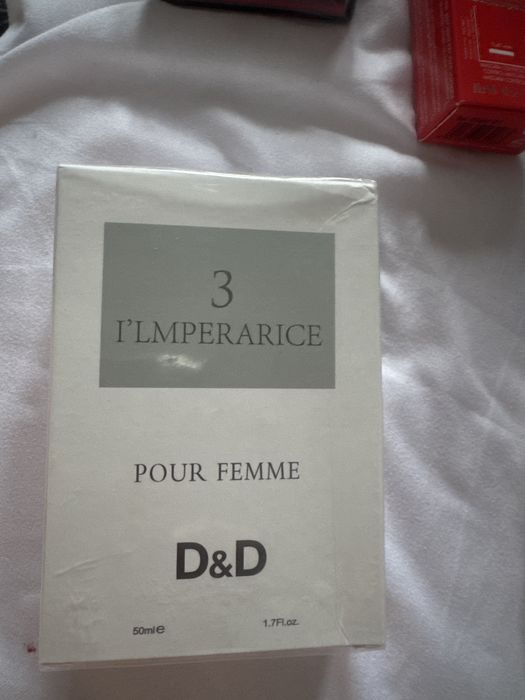 3
I'LMPERARICE
POUR FEMME
D&D
50ml e 1.7Fl.oz.